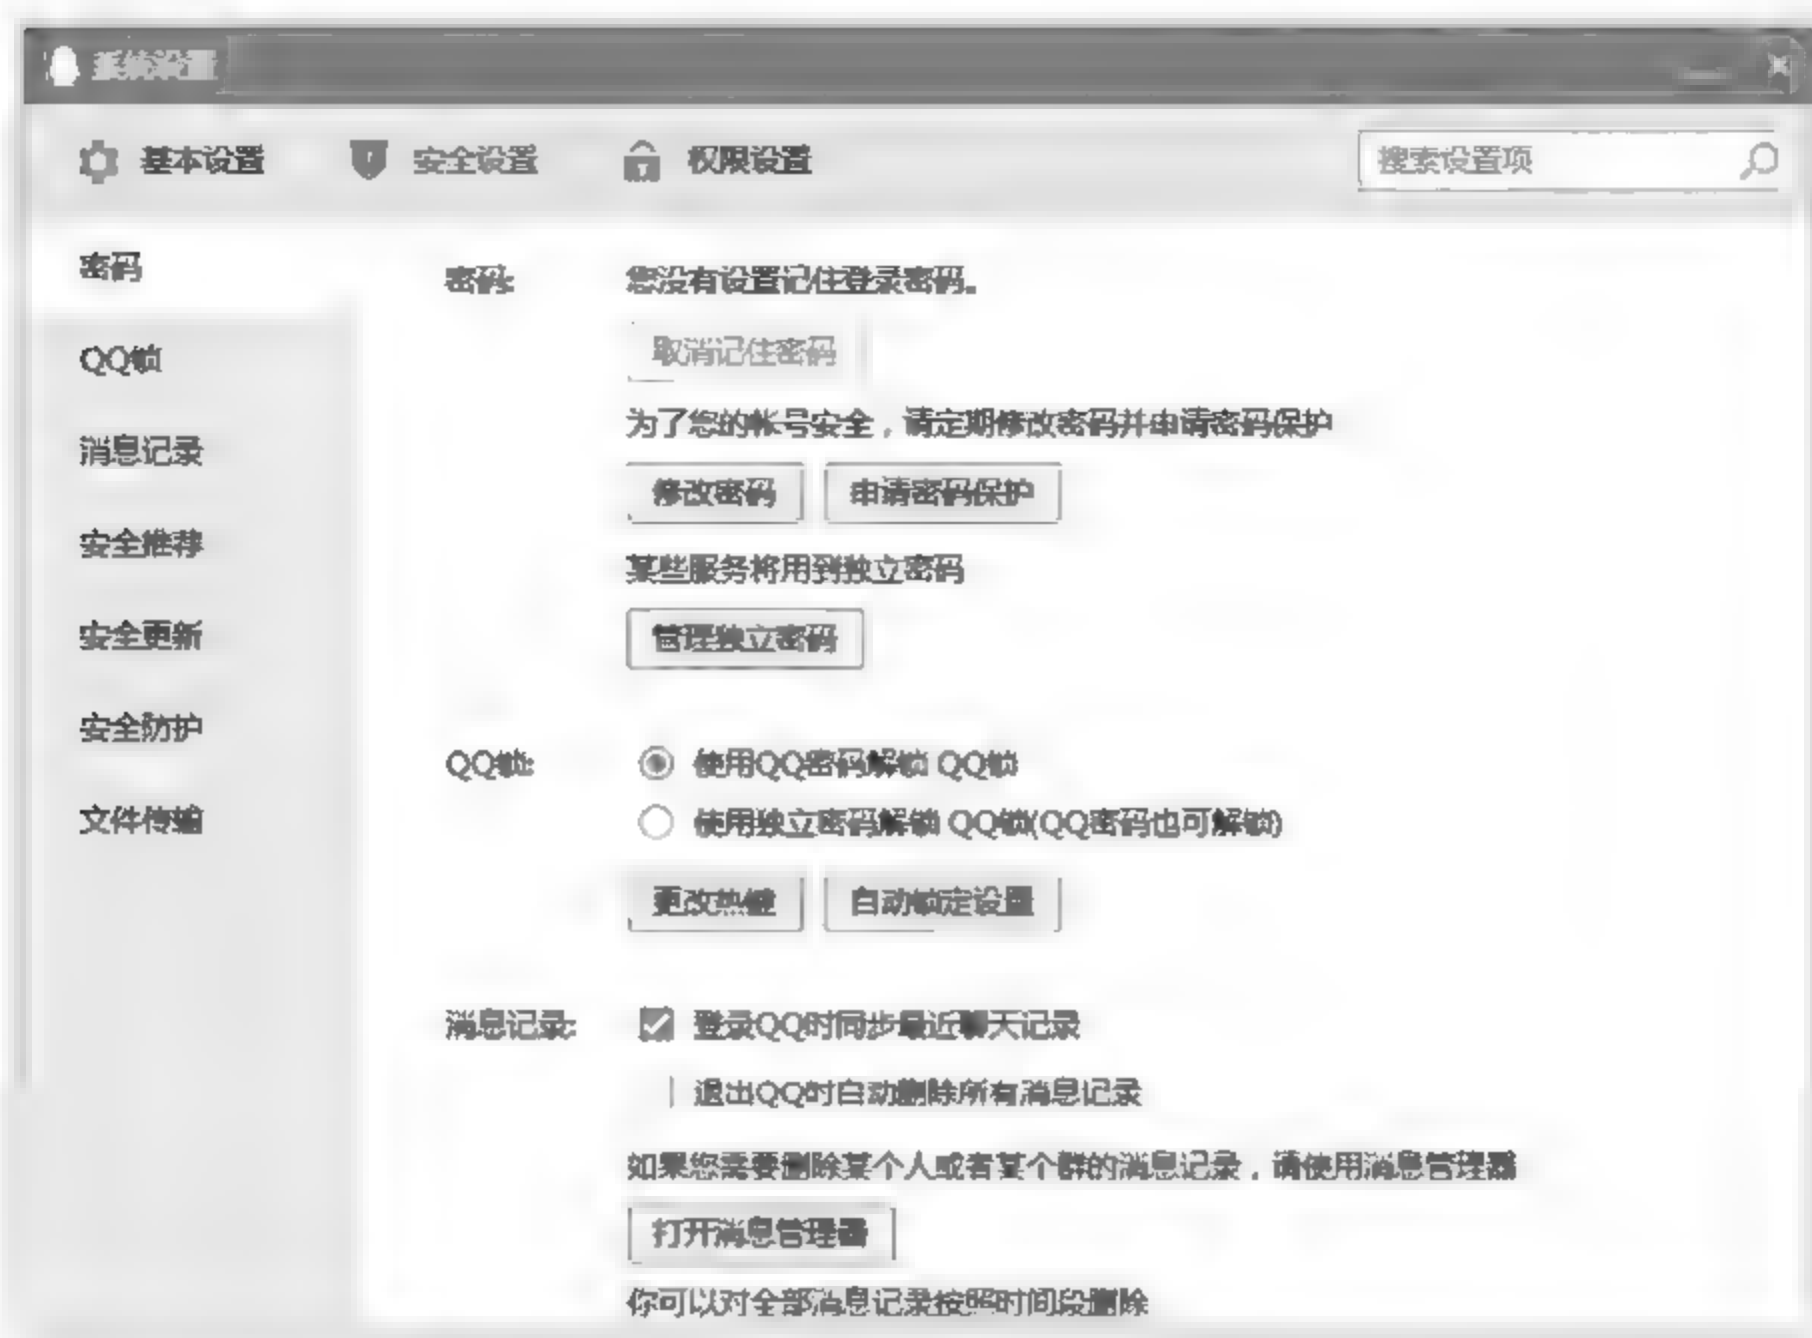 系统设置
基本设置 安全设置 权限设置 搜索设置项
密码
QQ锁
消息记录
安全推荐
安全更新
安全防护
文件传输
密码: 您没有设置记住登录密码。
取消记住密码
为了您的帐号安全，请定期修改密码并申请密码保护
修改密码 申请密码保护
某些服务将用到独立密码
管理独立密码
QQ锁: 使用QQ密码解锁 QQ锁
使用独立密码解锁 QQ锁(QQ密码也可解锁)
更改热键 自动锁定设置
消息记录: 登录QQ时同步最近聊天记录
退出QQ时自动删除所有消息记录
如果您需要删除某个人或者某个群的消息记录，请使用消息管理器
打开消息管理器
你可以对全部消息记录按照时间段删除